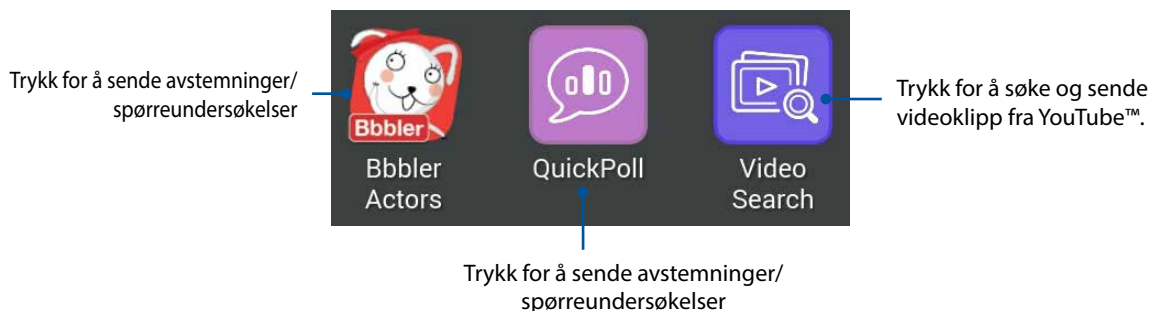 Trykk for å sende avstemninger/
spørreundersøkelser
Bbbler
Bbbler
Actors
QuickPoll
Video
Search
Trykk for å søke og sende
videoklipp fra YouTube™.
Trykk for å sende avstemninger/
spørreundersøkelser